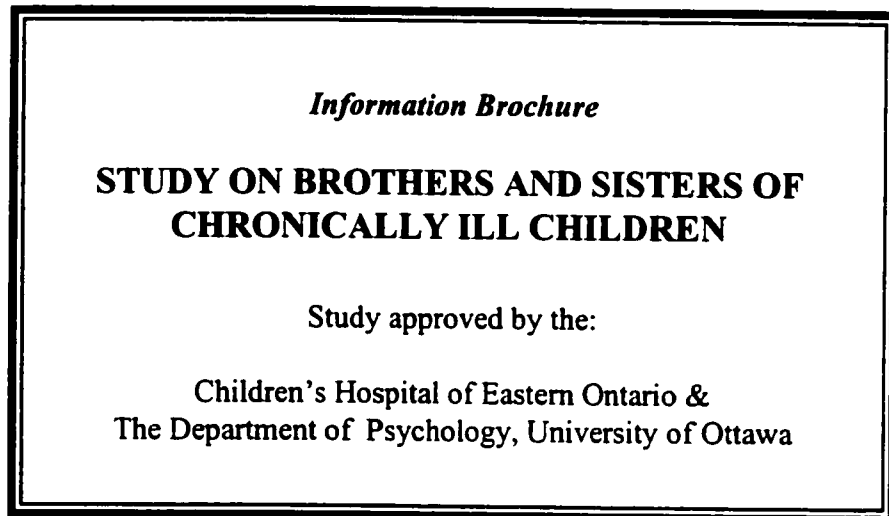 Information Brochure
STUDY ON BROTHERS AND SISTERS OF
CHRONICALLY ILL CHILDREN
Study approved by the:
Children's Hospital of Eastern Ontario &
The Department of Psychology, University of Ottawa